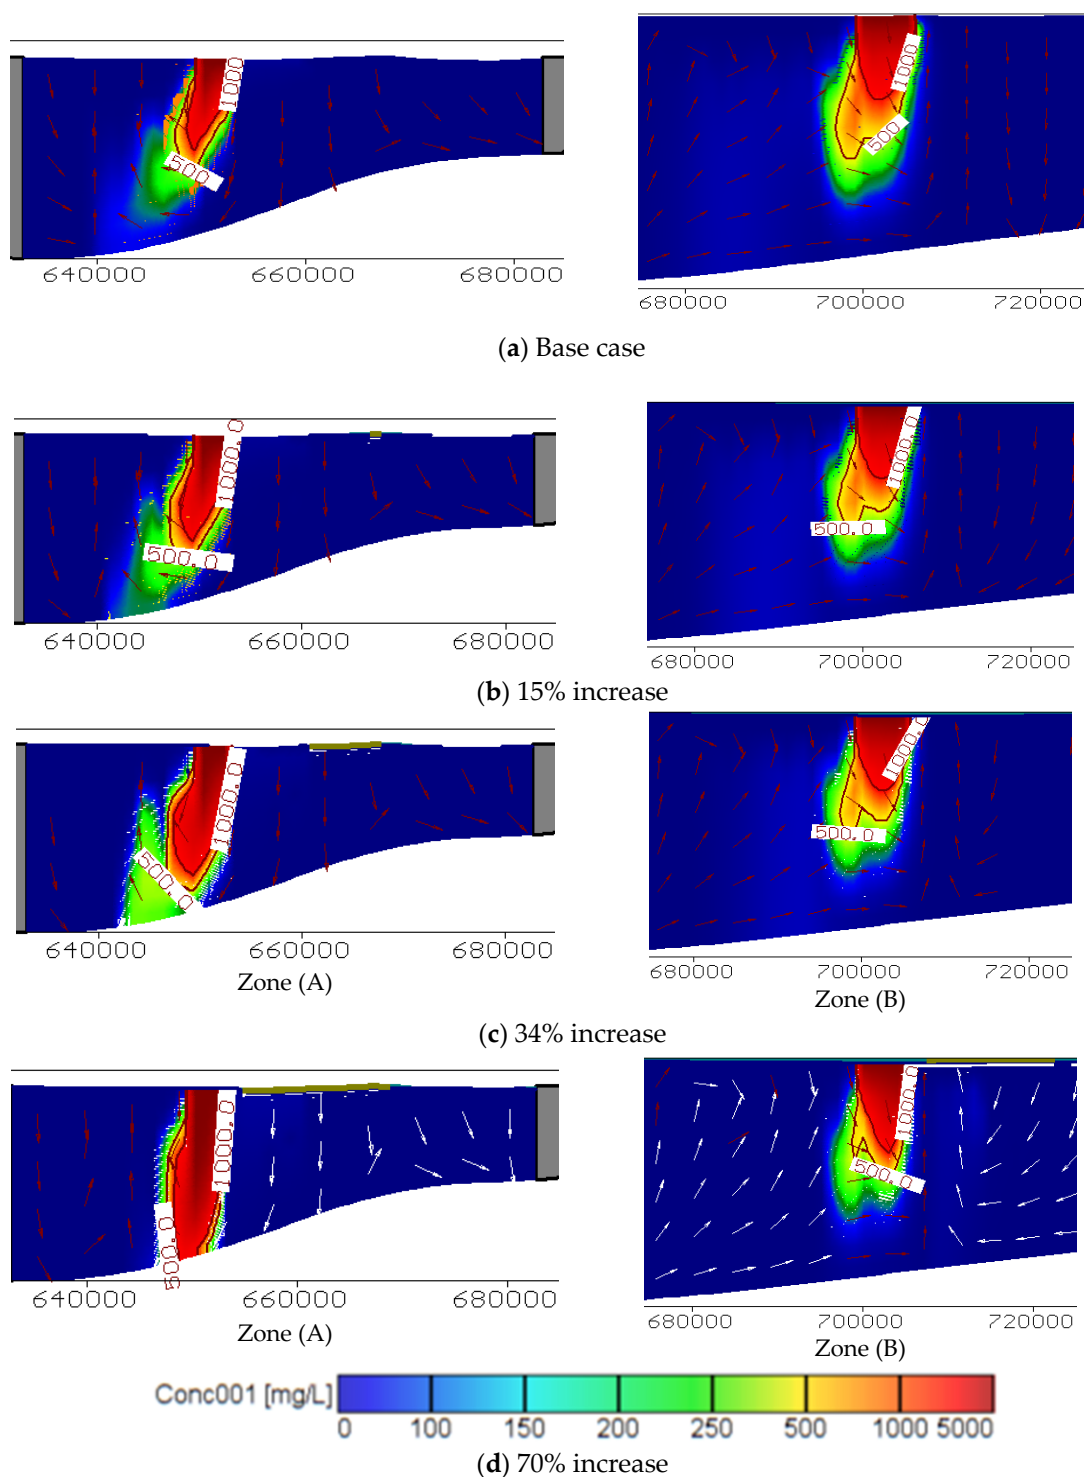 1000
500
640000 660000 680000
1000
500
680000 700000 720000
(a) Base case
1000.0
500.0
640000 660000 680000
1000.0
500.0
680000 700000 720000
(b) 15% increase
1000.0
500.0
640000 660000 680000
Zone (A)
1000.0
500.0
680000 700000 720000
Zone (B)
(c) 34% increase
1000.0
500.0
640000 660000 680000
Zone (A)
1000.0
500.0
680000 700000 720000
Zone (B)
Conc001 [mg/L]
0 100 150 200 250 500 1000 5000
(d) 70% increase